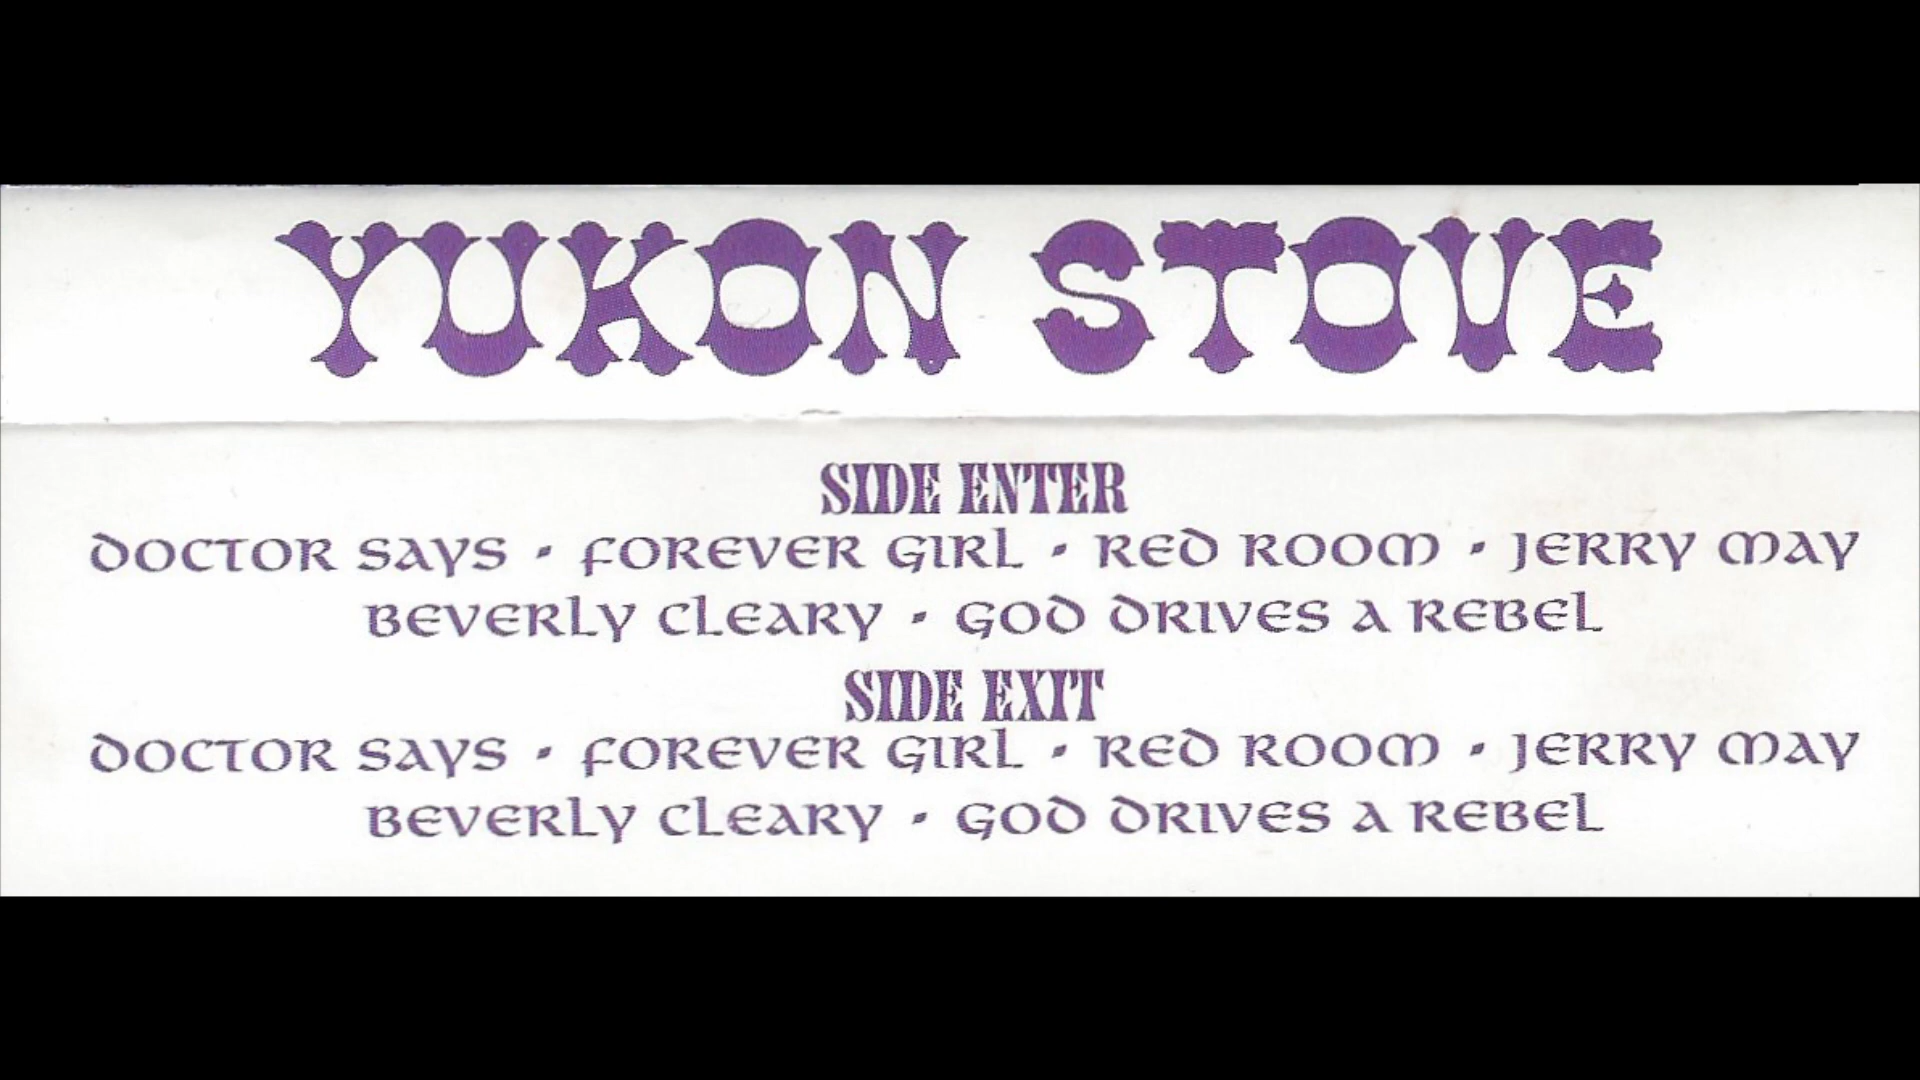 YUKON STOVE
SIDE ENTER
DOCTOR SAYS • FOREVER GIRL • RED ROOM • JERRY MAY
BEVERLY CLEARY • GOD DRIVES A REBEL
SIDE EXIT
DOCTOR SAYS • FOREVER GIRL • RED ROOM • JERRY MAY
BEVERLY CLEARY • GOD DRIVES A REBEL